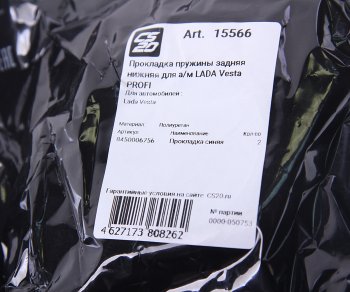 CS20
Art. 15566
Прокладка пружины задняя
нижняя для а/м LADA Vesta
PROFI
Для автомобилей:
Lada Vesta
Материал: Полиуретан
Артикул: Наименование Кол-во
8450006756 Прокладка синяя 2
Гарантийные условия на сайте: CS20.ru
№ партии
0000-050753
4 627173 808262